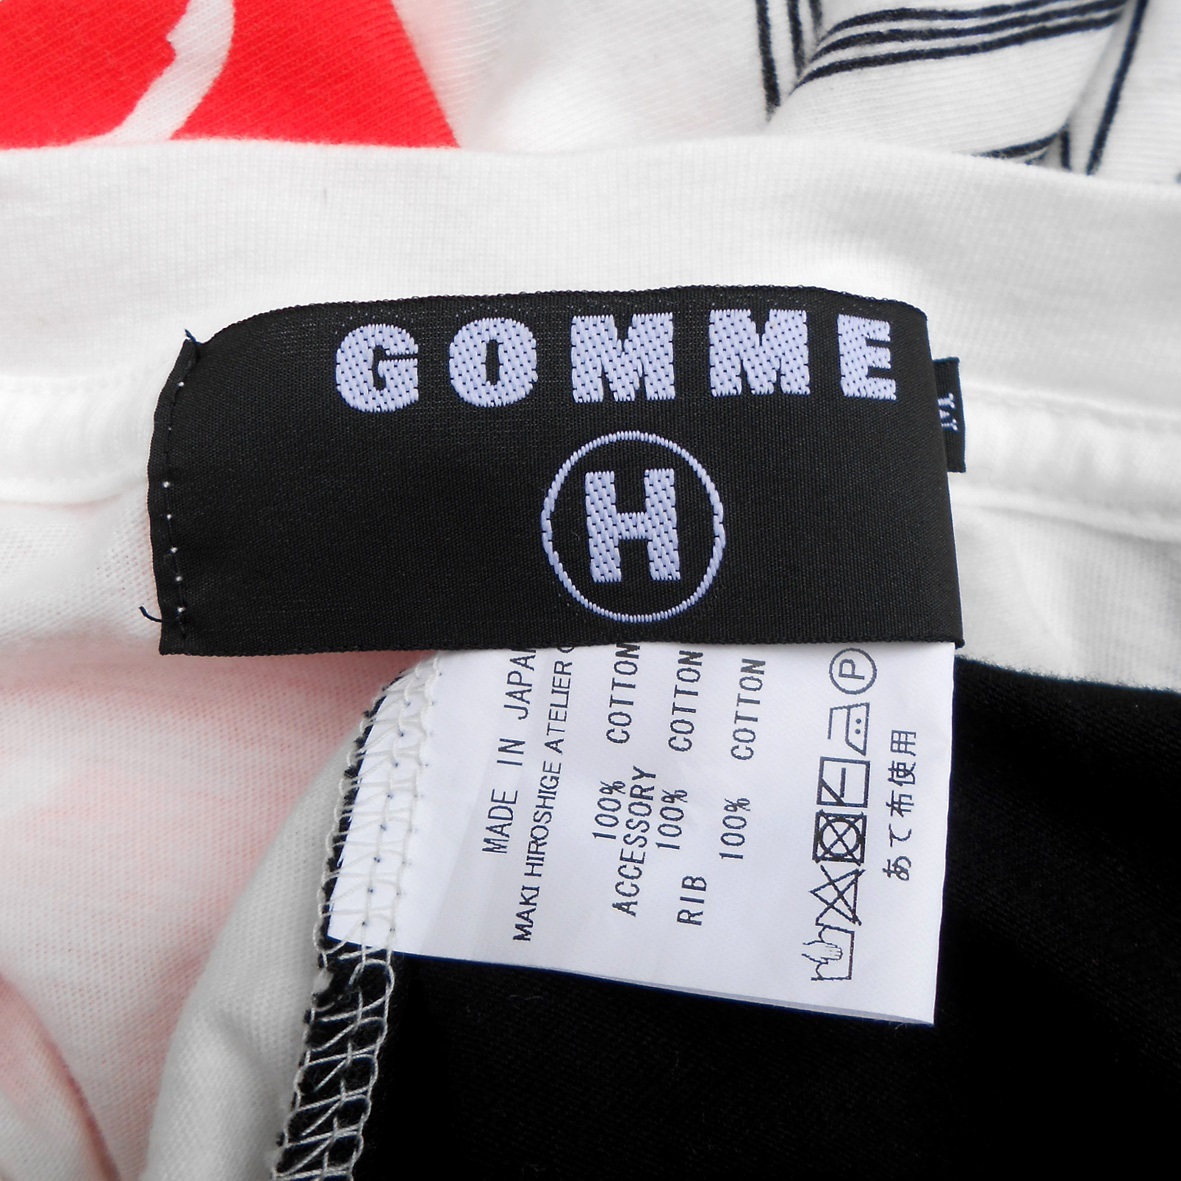 GOMME
H
M
MADE IN
MAKI HIROSHIGE ATELIER
100% COTTON
ACCESSORY
100% COTTON
RIB
100% COTTON
P
あて布使用